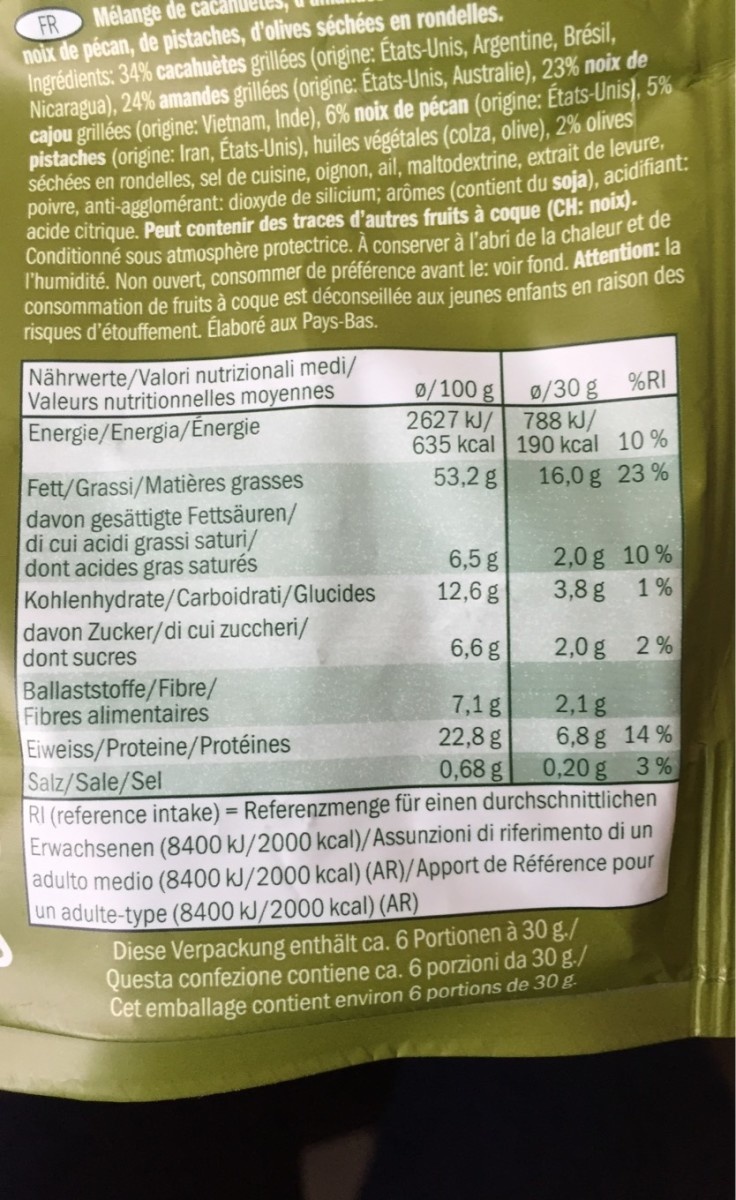 FR Mélange de cacahuètes,
noix de pécan, de pistaches, d'olives séchées en rondelles.
Ingrédients: 34% cacahuètes grillées (origine: États-Unis, Argentine, Brésil,
Nicaragua), 24% amandes grillées (origine: États-Unis, Australie), 23% noix de
cajou grillées (origine: Vietnam, Inde), 6% noix de pécan (origine: États-Unis), 5%
pistaches (origine: Iran, États-Unis), huiles végétales (colza, olive), 2% olives
séchées en rondelles, sel de cuisine, oignon, ail, maltodextrine, extrait de levure,
poivre, anti-agglomérant: dioxyde de silicium; arômes (contient du soja), acidifiant:
acide citrique. Peut contenir des traces d'autres fruits à coque (CH: noix).
Conditionné sous atmosphère protectrice. À conserver à l'abri de la chaleur et de
l'humidité. Non ouvert, consommer de préférence avant le: voir fond. Attention: la
consommation de fruits à coque est déconseillée aux jeunes enfants en raison des
risques d'étouffement. Élaboré aux Pays-Bas.
Nährwerte/Valori nutrizionali medi/
Valeurs nutritionnelles moyennes ø/100 g ø/30 g %RI
Energie/Energia/Énergie 2627 kJ/ 788 kJ/
635 kcal 190 kcal 10 %
Fett/Grassi/Matières grasses 53,2 g 16,0 g 23 %
davon gesättigte Fettsäuren/
di cui acidi grassi saturi/
dont acides gras saturés 6,5 g 2,0 g 10 %
Kohlenhydrate/Carboidrati/Glucides 12,6 g 3,8 g 1 %
davon Zucker/di cui zuccheri/
dont sucres 6,6 g 2,0 g 2 %
Ballaststoffe/Fibre/
Fibres alimentaires 7,1 g 2,1 g
Eiweiss/Proteine/Protéines 22,8 g 6,8 g 14 %
Salz/Sale/Sel 0,68 g 0,20 g 3 %
RI (reference intake) = Referenzmenge für einen durchschnittlichen
Erwachsenen (8400 kJ/2000 kcal)/Assunzioni di riferimento di un
adulto medio (8400 kJ/2000 kcal) (AR)/Apport de Référence pour
un adulte-type (8400 kJ/2000 kcal) (AR)
Diese Verpackung enthält ca. 6 Portionen à 30 g./
Questa confezione contiene ca. 6 porzioni da 30 g./
Cet emballage contient environ 6 portions de 30 g.